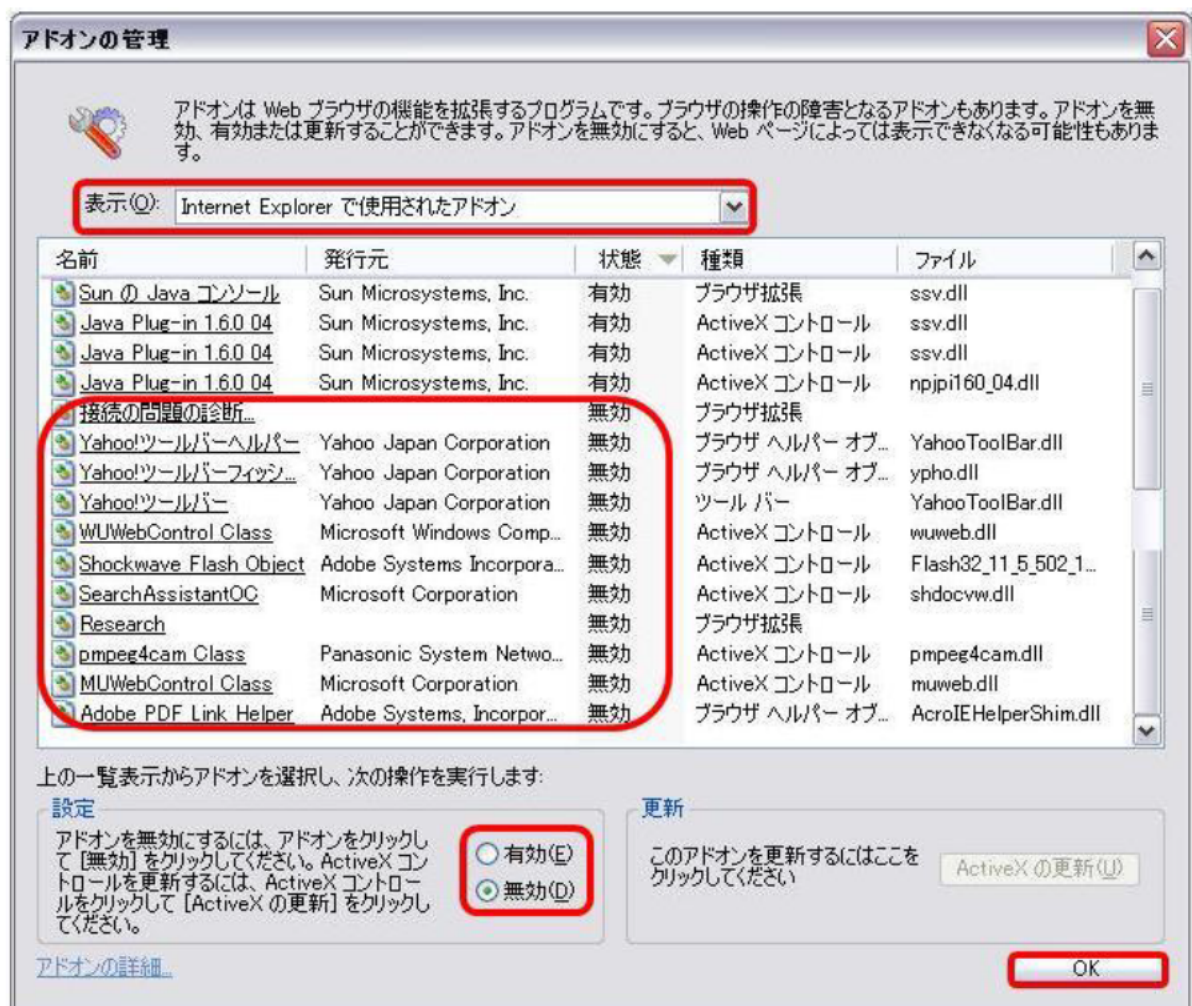 アドオンの管理
アドオンは Web ブラウザの機能を拡張するプログラムです。ブラウザの操作の障害となるアドオンもあります。アドオンを無
効、有効または更新することができます。アドオンを無効にすると、Web ページによっては表示できなくなる可能性もありま
す。
表示(O): Internet Explorer で使用されたアドオン
名前 発行元 状態 種類 ファイル
Sun の Java コンソール Sun Microsystems, Inc. 有効 ブラウザ拡張 ssv.dll
Java Plug-in 1.6.0_04 Sun Microsystems, Inc. 有効 ActiveX コントロール ssv.dll
Java Plug-in 1.6.0_04 Sun Microsystems, Inc. 有効 ActiveX コントロール ssv.dll
Java Plug-in 1.6.0_04 Sun Microsystems, Inc. 有効 ActiveX コントロール npjpi160_04.dll
接続の問題の診断... 無効 ブラウザ拡張
Yahoo!ツールバーヘルパー Yahoo Japan Corporation 無効 ブラウザ ヘルパー オブ... YahooToolBar.dll
Yahoo!ツールバーフィッシ... Yahoo Japan Corporation 無効 ブラウザ ヘルパー オブ... ypho.dll
Yahoo!ツールバー Yahoo Japan Corporation 無効 ツール バー YahooToolBar.dll
WUWebControl Class Microsoft Windows Comp... 無効 ActiveX コントロール wuweb.dll
Shockwave Flash Object Adobe Systems Incorpora... 無効 ActiveX コントロール Flash32_11_5_502_1...
SearchAssistantOC Microsoft Corporation 無効 ActiveX コントロール shdocvw.dll
Research 無効 ブラウザ拡張
pmpeg4cam Class Panasonic System Netwo... 無効 ActiveX コントロール pmpeg4cam.dll
MUWebControl Class Microsoft Corporation 無効 ActiveX コントロール muweb.dll
Adobe PDF Link Helper Adobe Systems, Incorpor... 無効 ブラウザ ヘルパー オブ... AcroIEHelperShim.dll
上の一覧表示からアドオンを選択し、次の操作を実行します:
設定
アドオンを無効にするには、アドオンをクリックし
て [無効] をクリックしてください。ActiveX コン
トロールを更新するには、ActiveX コントロー
ルをクリックして [ActiveX の更新] をクリックし
てください。
有効(E)
無効(D)
更新
このアドオンを更新するにはここを
クリックしてください
ActiveX の更新(U)
アドオンの詳細...
OK